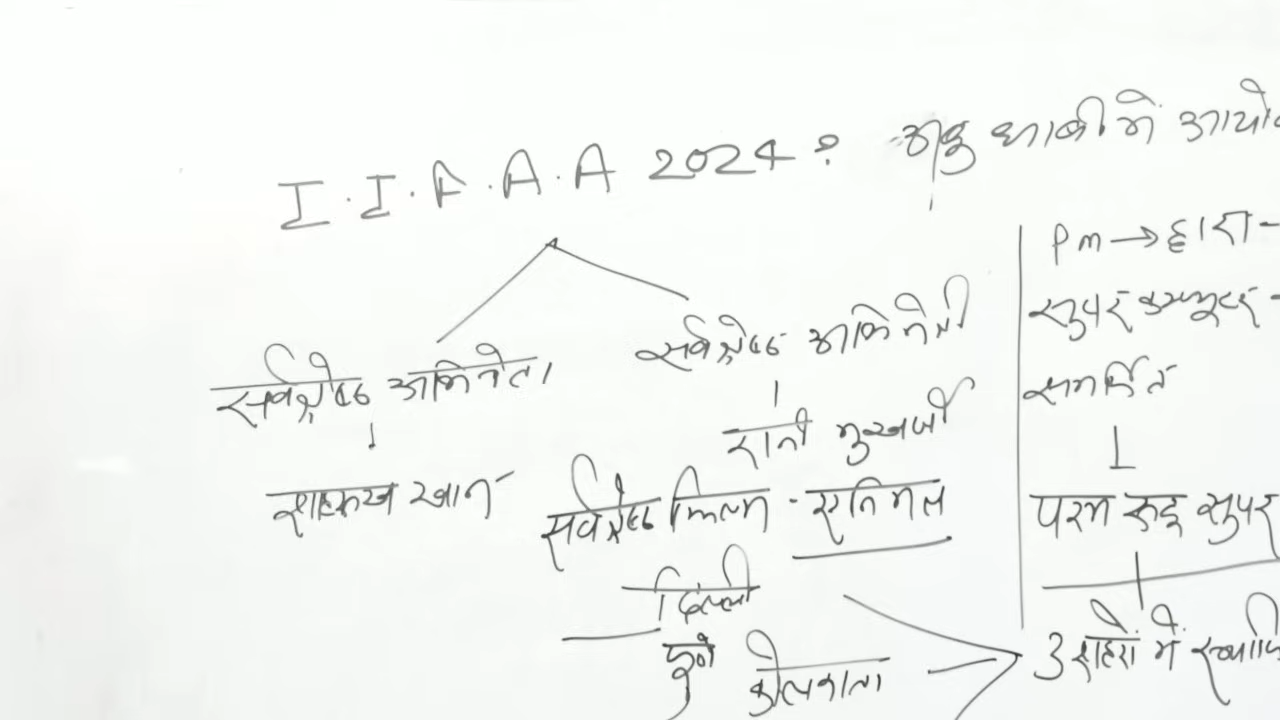 I.I.F.A.A 2024: अबु धाबी में आयो
सर्वश्रेष्ठ अभिनेता
शाहरुख खान
सर्वश्रेष्ठ अभिनेत्री
रानी मुखर्जी
सर्वश्रेष्ठ फिल्म - एनिमल
दिल्ली
पुणे
कोलकाता
Pm → द्वारा -
सुपर कम्प्यूटर -
समर्पित
परम रुद्र सुपर
3 शहरों में स्थापि